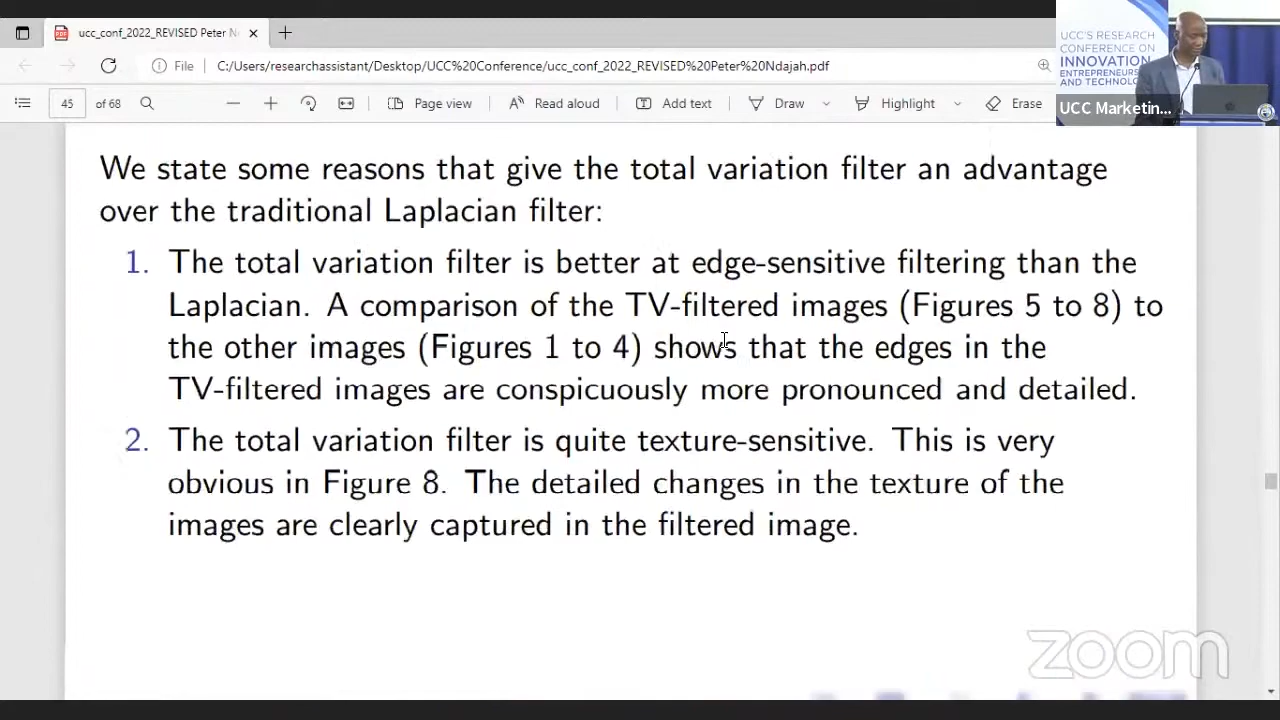 ucc_conf_2022_REVISED Peter N
File
C:/Users/researchassistant/Desktop/UCC%20Conference/ucc_conf_2022_REVISED%20Peter%20Ndajah.pdf
45 of 68
Page view
Read aloud
Add text
Draw
Highlight
Erase
UCC'S RESEARCH
CONFERENCE ON
INNOVATION
ENTREPRENEURS
AND TECHNOLOG
UCC Marketin...
We state some reasons that give the total variation filter an advantage
over the traditional Laplacian filter:
1. The total variation filter is better at edge-sensitive filtering than the
Laplacian. A comparison of the TV-filtered images (Figures 5 to 8) to
the other images (Figures 1 to 4) shows that the edges in the
TV-filtered images are conspicuously more pronounced and detailed.
2. The total variation filter is quite texture-sensitive. This is very
obvious in Figure 8. The detailed changes in the texture of the
images are clearly captured in the filtered image.
zoom